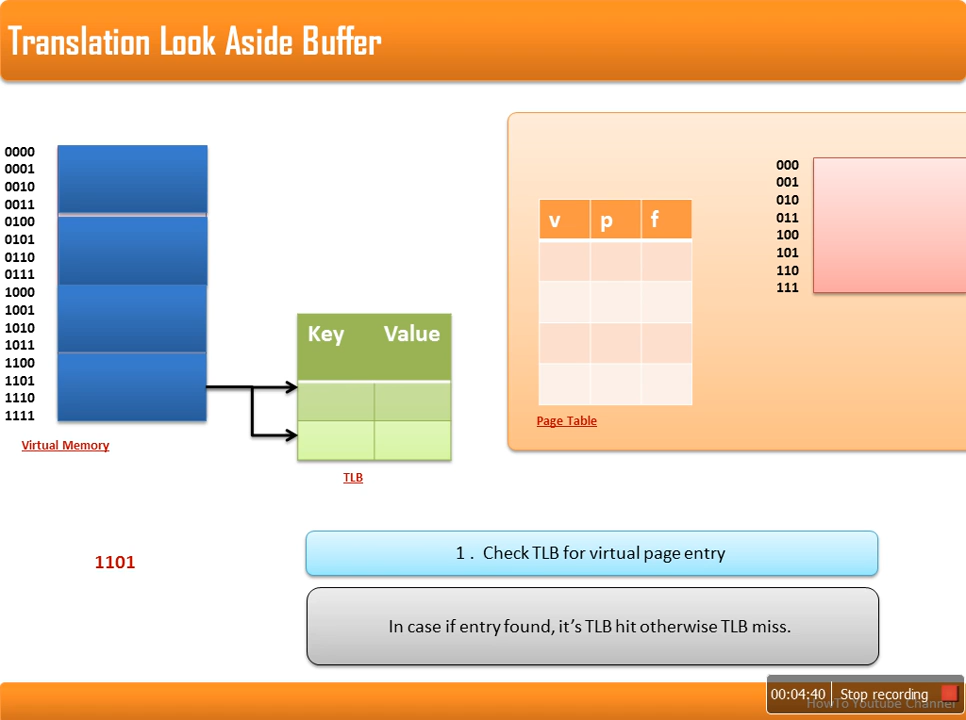 Translation Look Aside Buffer
0000
0001
0010
0011
0100
0101
0110
0111
1000
1001
1010
1011
1100
1101
1110
1111
Virtual Memory
Key Value
TLB
v p f
Page Table
000
001
010
011
100
101
110
111
1101
1 . Check TLB for virtual page entry
In case if entry found, it's TLB hit otherwise TLB miss.
00:04:40 Stop recording
HowTo Youtube Channel